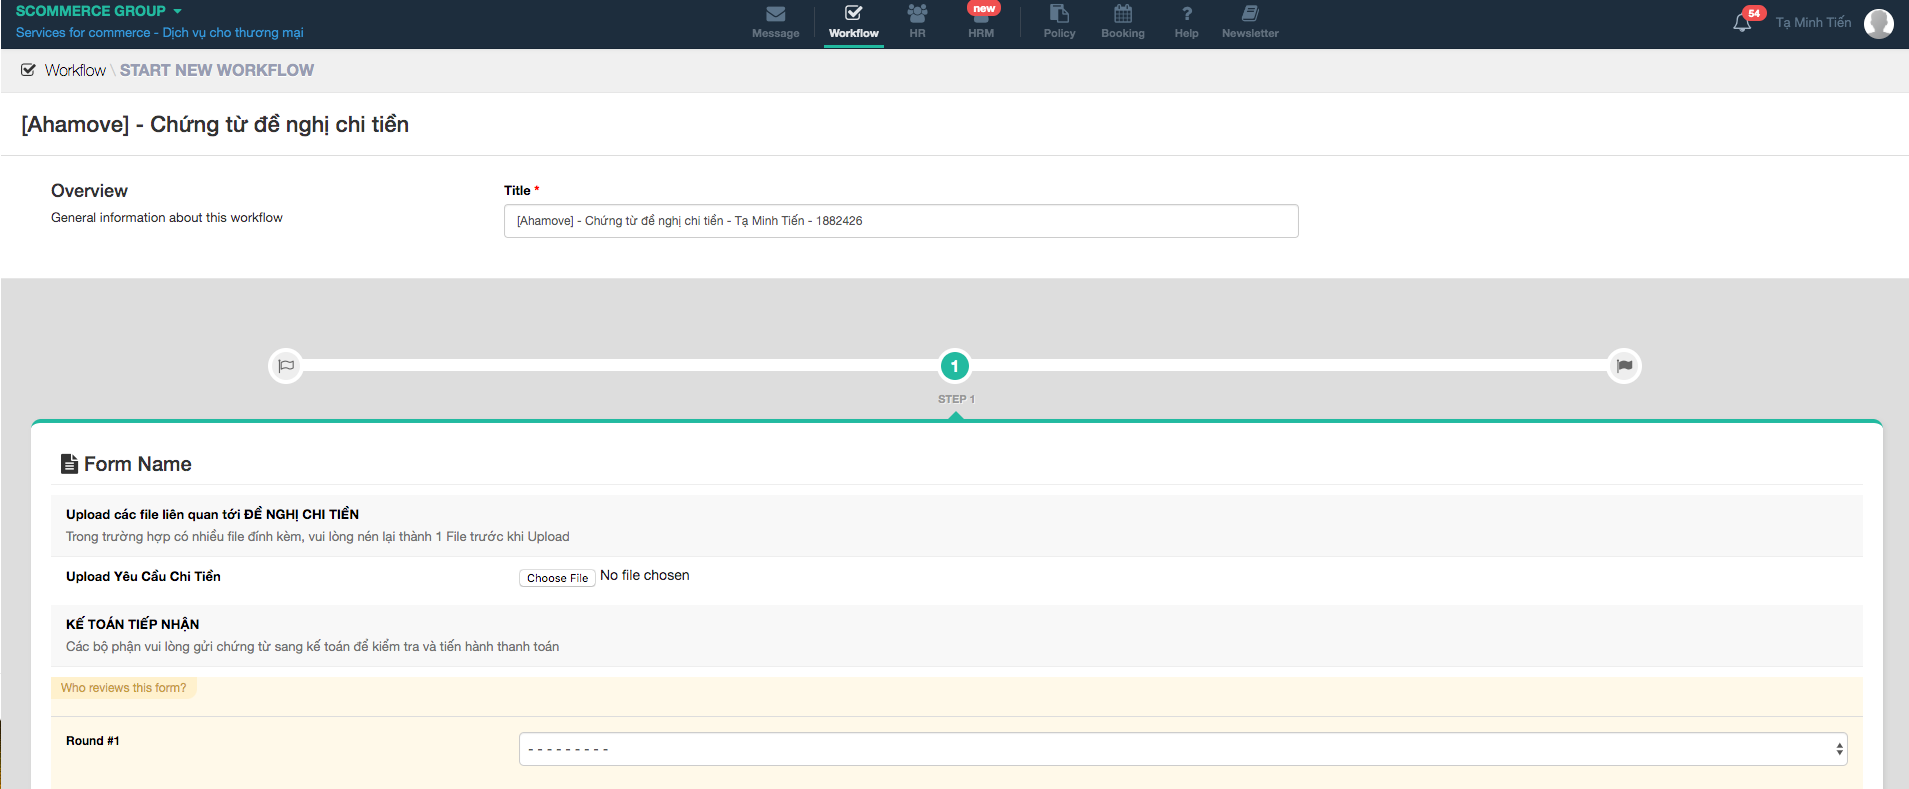 SCOMMERCE GROUP
Services for commerce - Dịch vụ cho thương mại
Message
Workflow
HR
new
HRM
Policy
Booking
? Help
Newsletter
54
Tạ Minh Tiến
Workflow \ START NEW WORKFLOW
[Ahamove] - Chứng từ đề nghị chi tiền
Overview
General information about this workflow
Title *
[Ahamove] - Chứng từ đề nghị chi tiền - Tạ Minh Tiến - 1882426
1
STEP 1
Form Name
Upload các file liên quan tới ĐỀ NGHỊ CHI TIỀN
Trong trường hợp có nhiều file đính kèm, vui lòng nén lại thành 1 File trước khi Upload
Upload Yêu Cầu Chi Tiền
Choose File No file chosen
KẾ TOÁN TIẾP NHẬN
Các bộ phận vui lòng gửi chứng từ sang kế toán để kiểm tra và tiến hành thanh toán
Who reviews this form?
Round #1
- - - - - - - - -